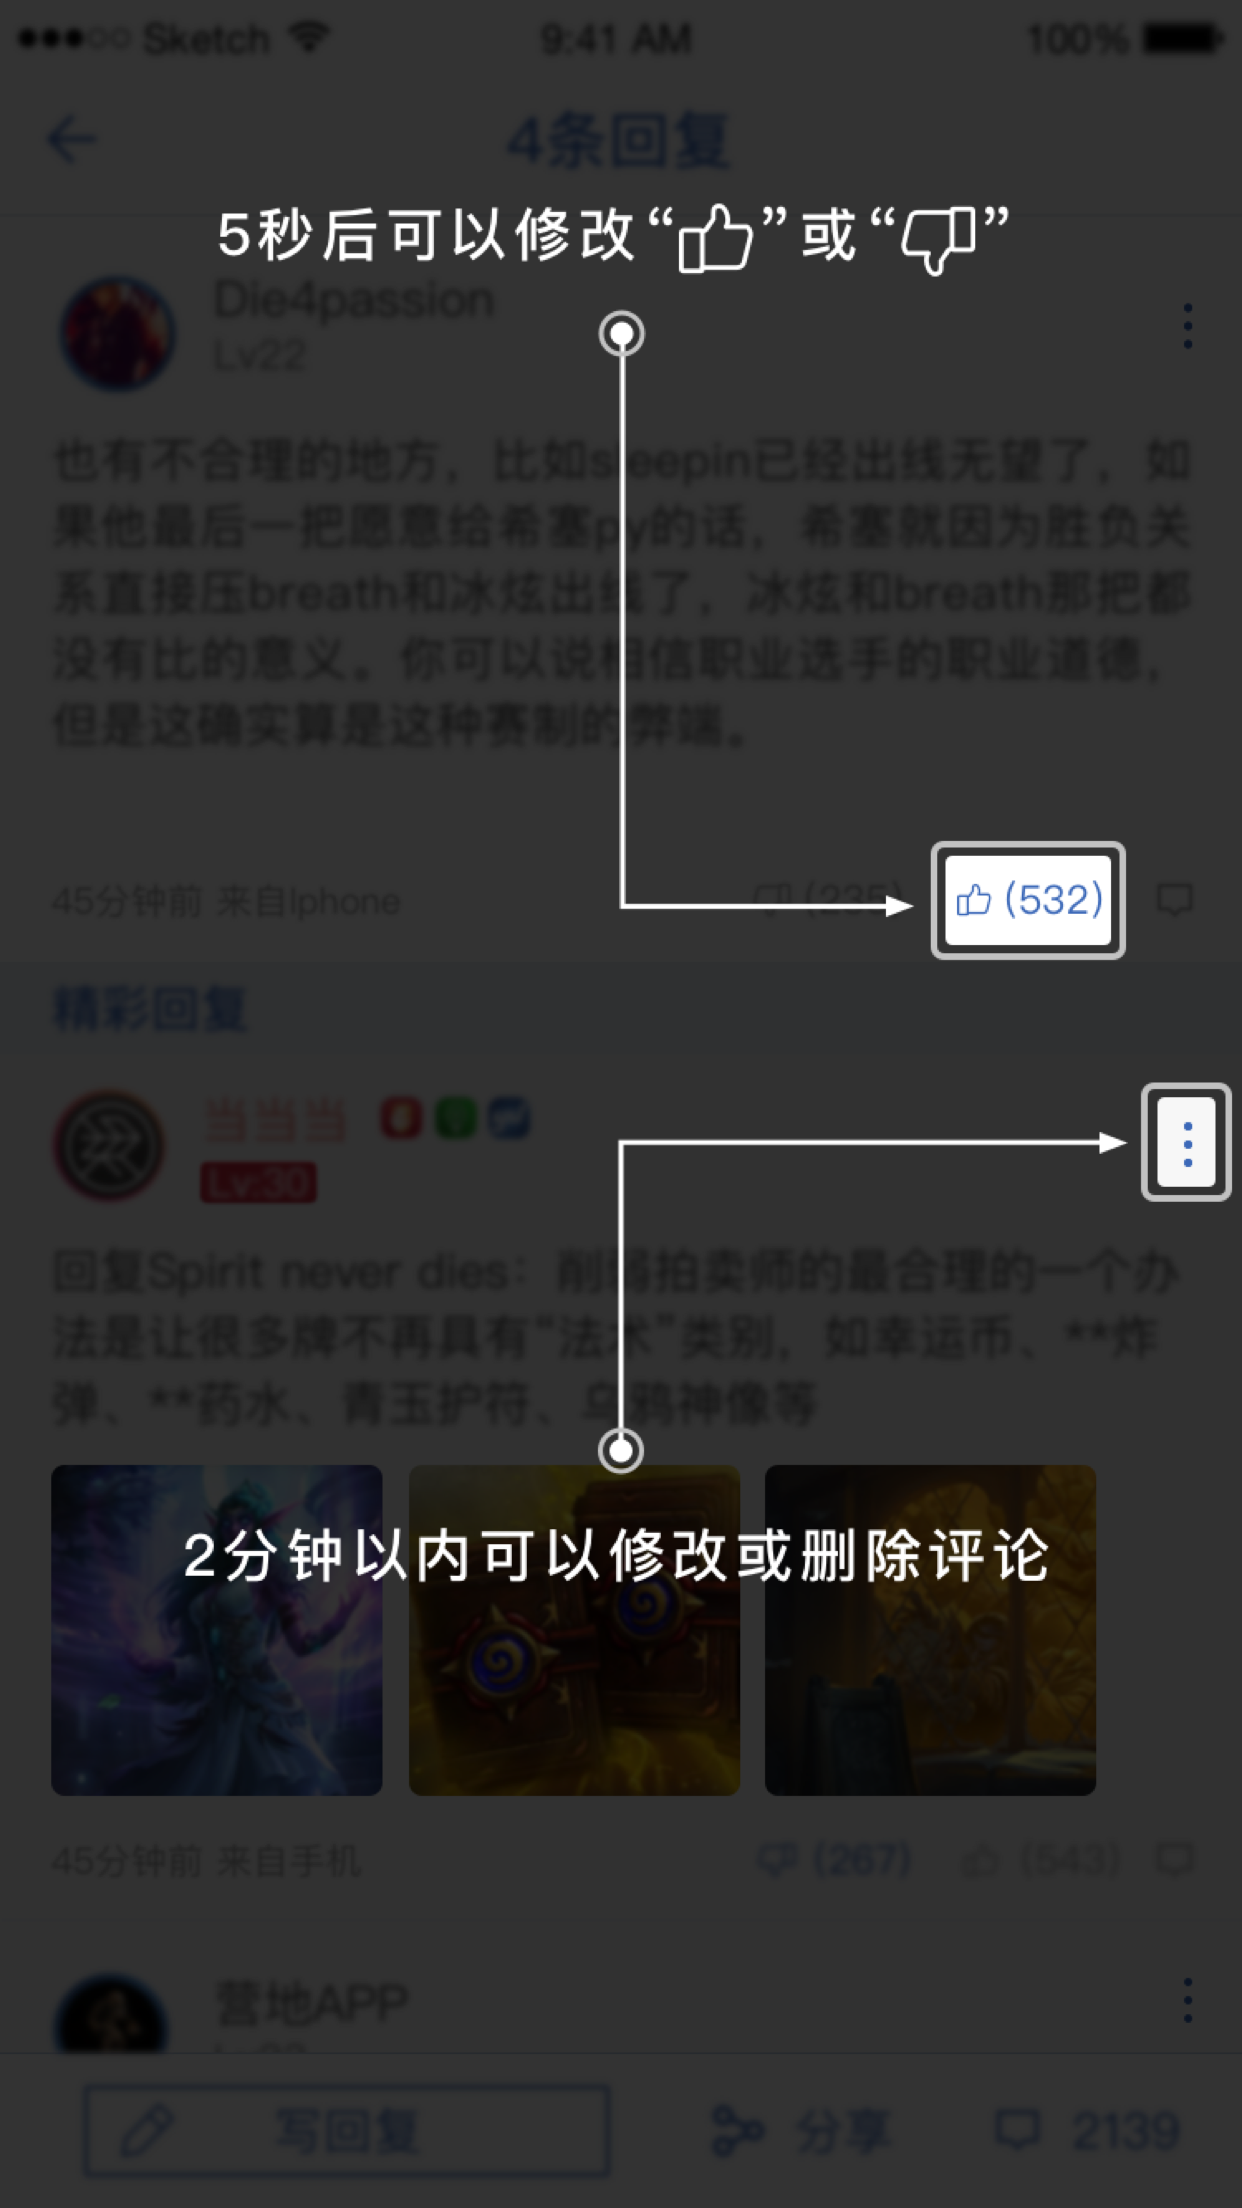 Sketch 9:41 AM 100%
4条回复
5秒后可以修改“👍”或“👎”
Die4passion
Lv22
也有不合理的地方，比如sleepin已经出线无望了，如
果他最后一把愿意给希塞py的话，希塞就因为胜负关
系直接压breath和冰炫出线了，冰炫和breath那把都
没有比的意义。你可以说相信职业选手的职业道德，
但是这确实算是这种赛制的弊端。
45分钟前 来自Iphone (235) (532)
精彩回复
当当当
Lv:30
回复Spirit never dies：削弱拍卖师的最合理的一个办
法是让很多牌不再具有“法术”类别，如幸运币、**炸
弹、**药水、青玉护符、乌鸦神像等
2分钟以内可以修改或删除评论
45分钟前 来自手机 (267) (543)
营地APP
写回复 分享 2139